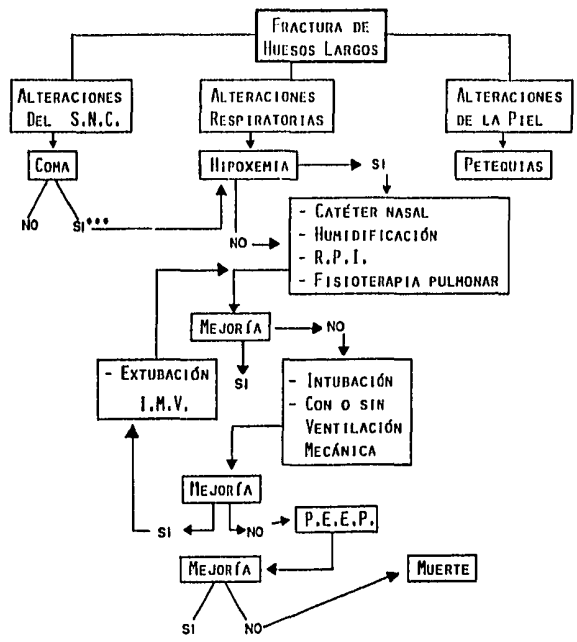 FRACTURA DE
HUESOS LARGOS
ALTERACIONES
DEL S.N.C.
ALTERACIONES
RESPIRATORIAS
ALTERACIONES
DE LA PIEL
COMA
HIPOXEMIA
SI
PETEQUIAS
NO
SI***
NO
- CATÉTER NASAL
- HUMIDIFICACIÓN
- R.P.I.
- FISIOTERAPIA PULMONAR
MEJORÍA
NO
SI
- EXTUBACIÓN
I.M.V.
- INTUBACIÓN
- CON O SIN
VENTILACIÓN
MECÁNICA
MEJORÍA
SI
NO
P.E.E.P.
MEJORÍA
MUERTE
SI
NO